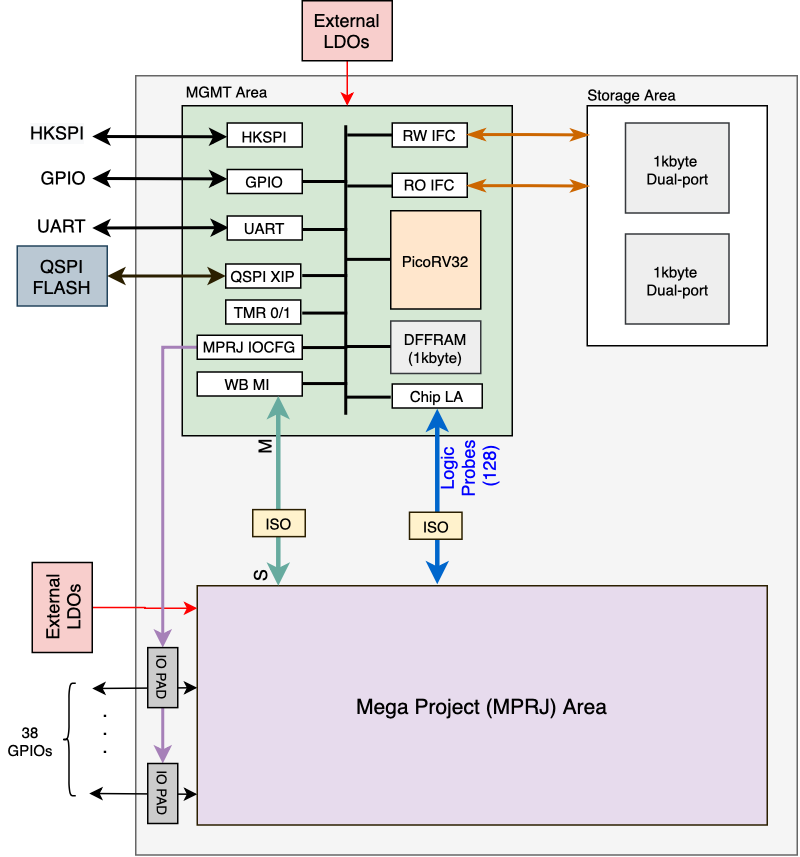 External
LDOs
MGMT Area
Storage Area
HKSPI
HKSPI
RW IFC
1kbyte
Dual-port
GPIO
GPIO
RO IFC
UART
UART
PicoRV32
QSPI
FLASH
QSPI XIP
1kbyte
Dual-port
TMR 0/1
MPRJ IOCFG
DFFRAM
(1kbyte)
WB MI
Chip LA
M
Logic
Probes
(128)
ISO
ISO
S
External
LDOs
IO PAD
Mega Project (MPRJ) Area
38
GPIOs
.
.
.
IO PAD